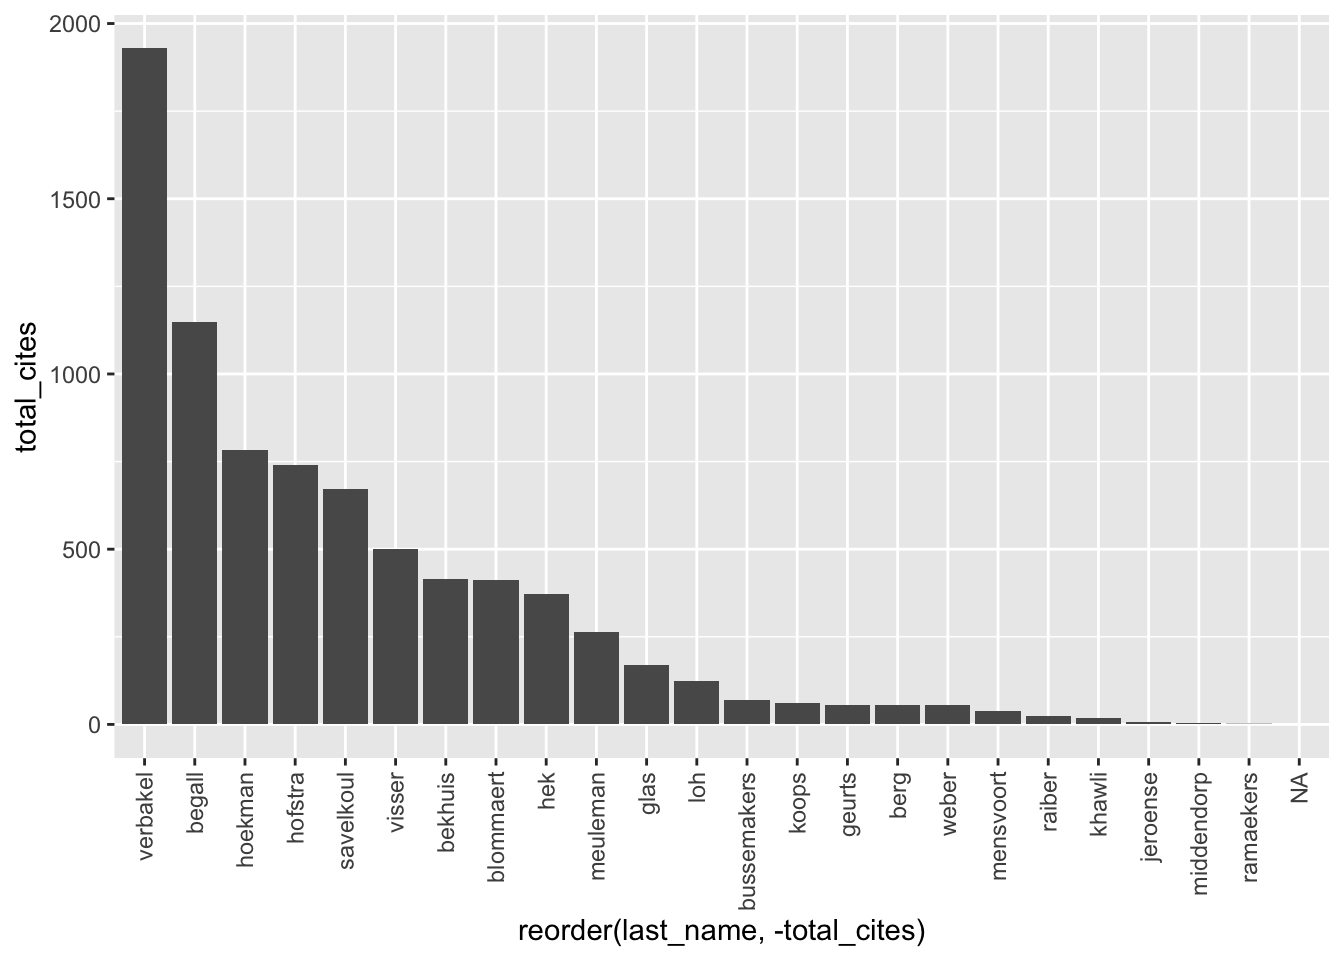 2000
1500
1000
500
0
total_cites
verbakel
begall
hoekman
hofstra
savelkoul
visser
bekhuis
blommaert
hek
meuleman
glas
loh
bussemakers
koops
geurts
berg
weber
mensvoort
raiber
khawli
jeroense
middendorp
ramaekers
NA
reorder(last_name, -total_cites)